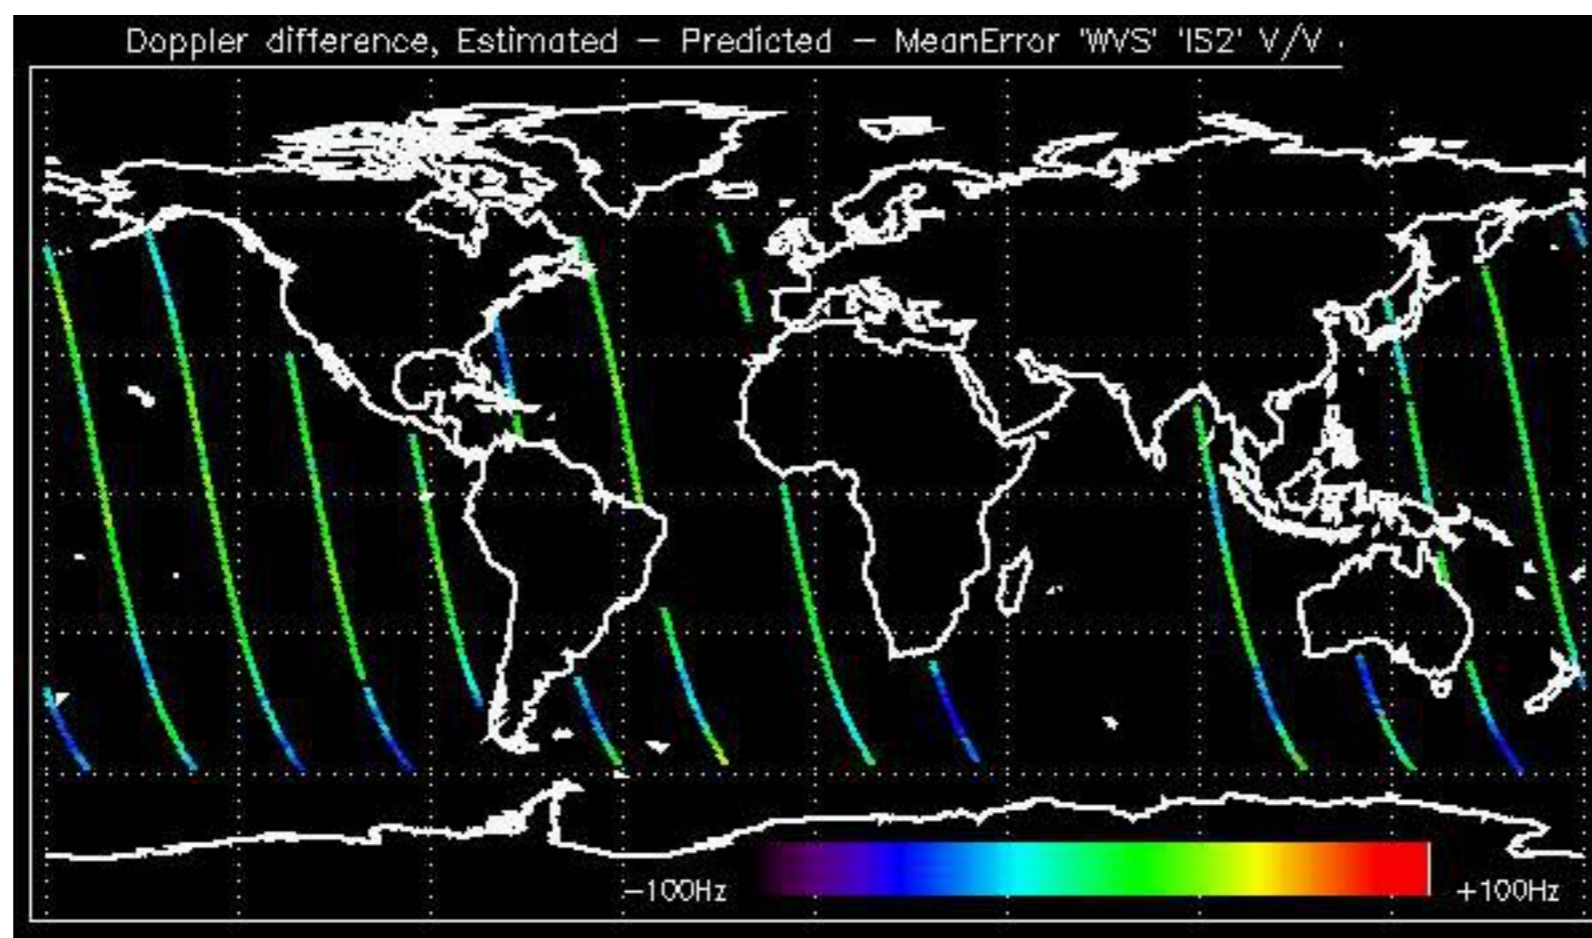 Doppler difference, Estimated – Predicted – MeanError 'WVS' 'IS2' V/V
–100Hz +100Hz